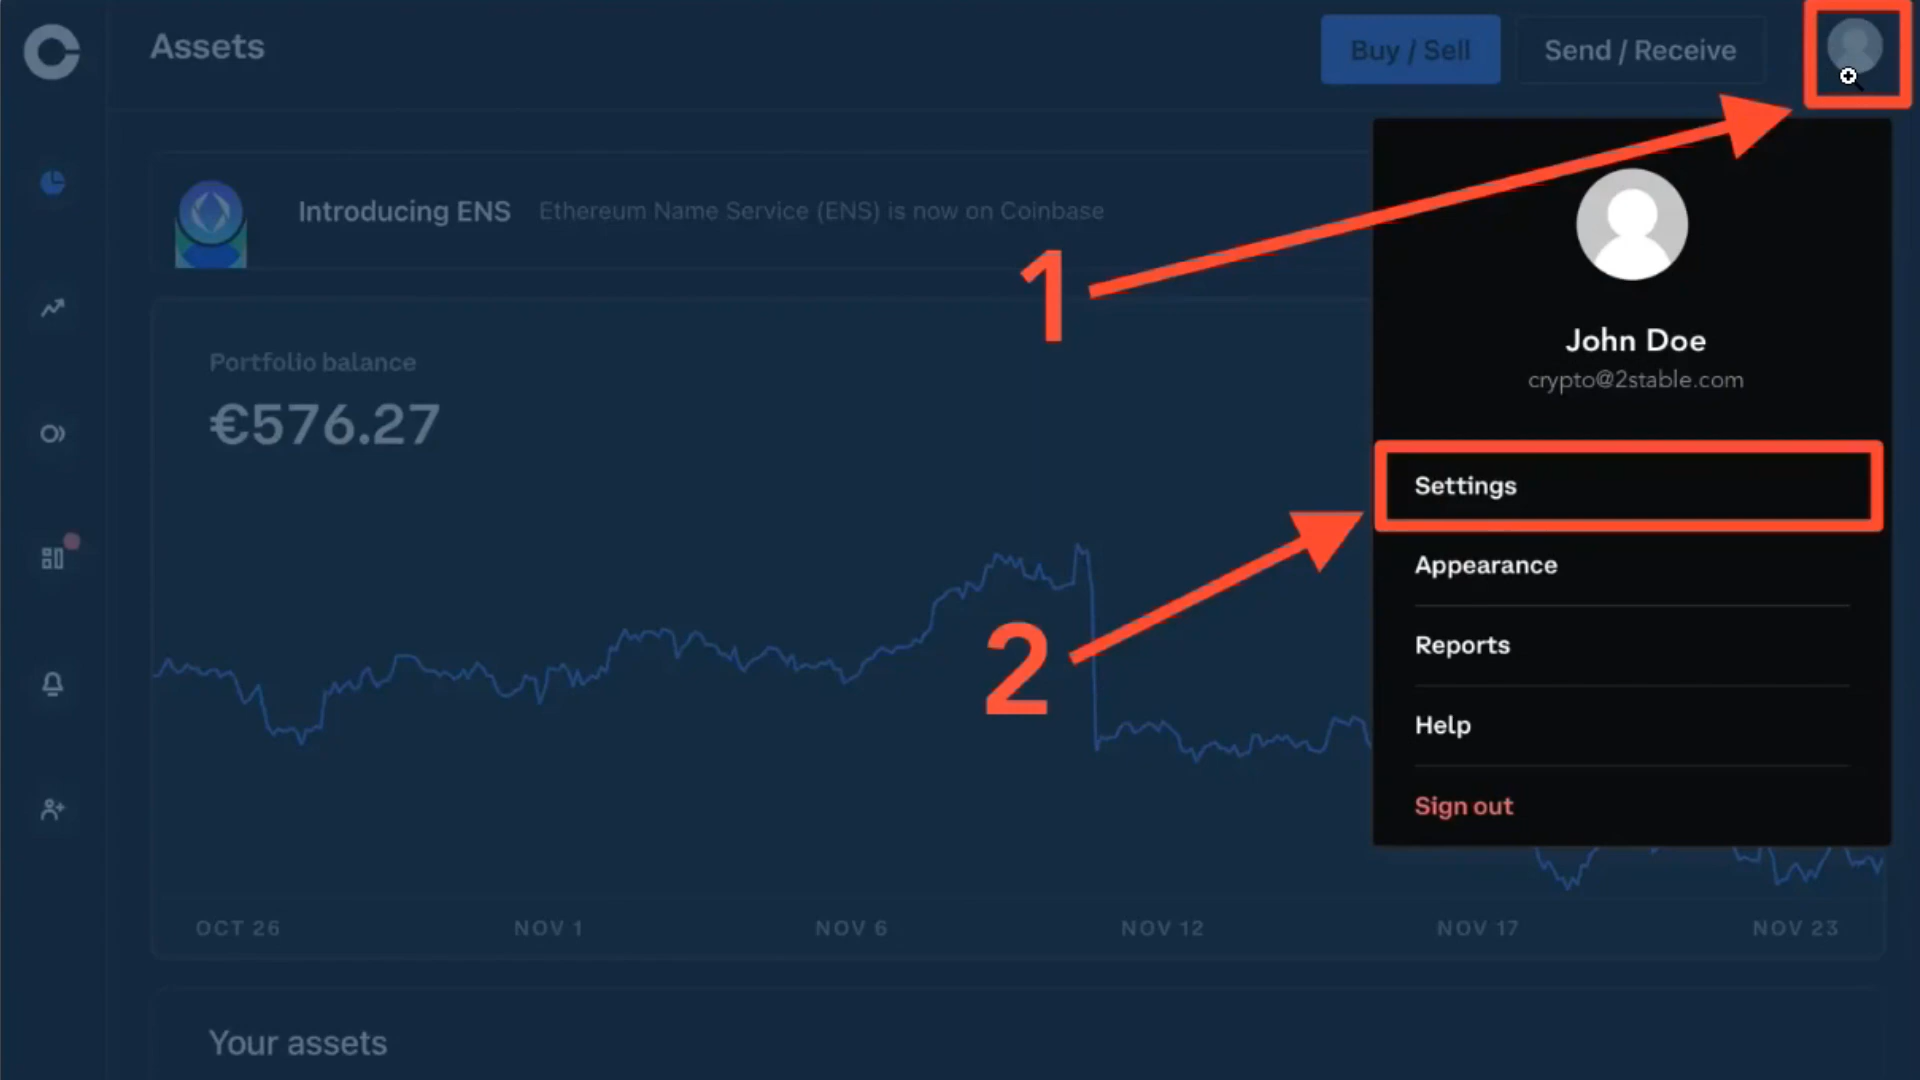 Assets
Buy / Sell
Send / Receive
Introducing ENS
Ethereum Name Service (ENS) is now on Coinbase
1
John Doe
crypto@2stable.com
Portfolio balance
€576.27
Settings
Appearance
2
Reports
Help
Sign out
OCT 26
NOV 1
NOV 6
NOV 12
NOV 17
NOV 23
Your assets